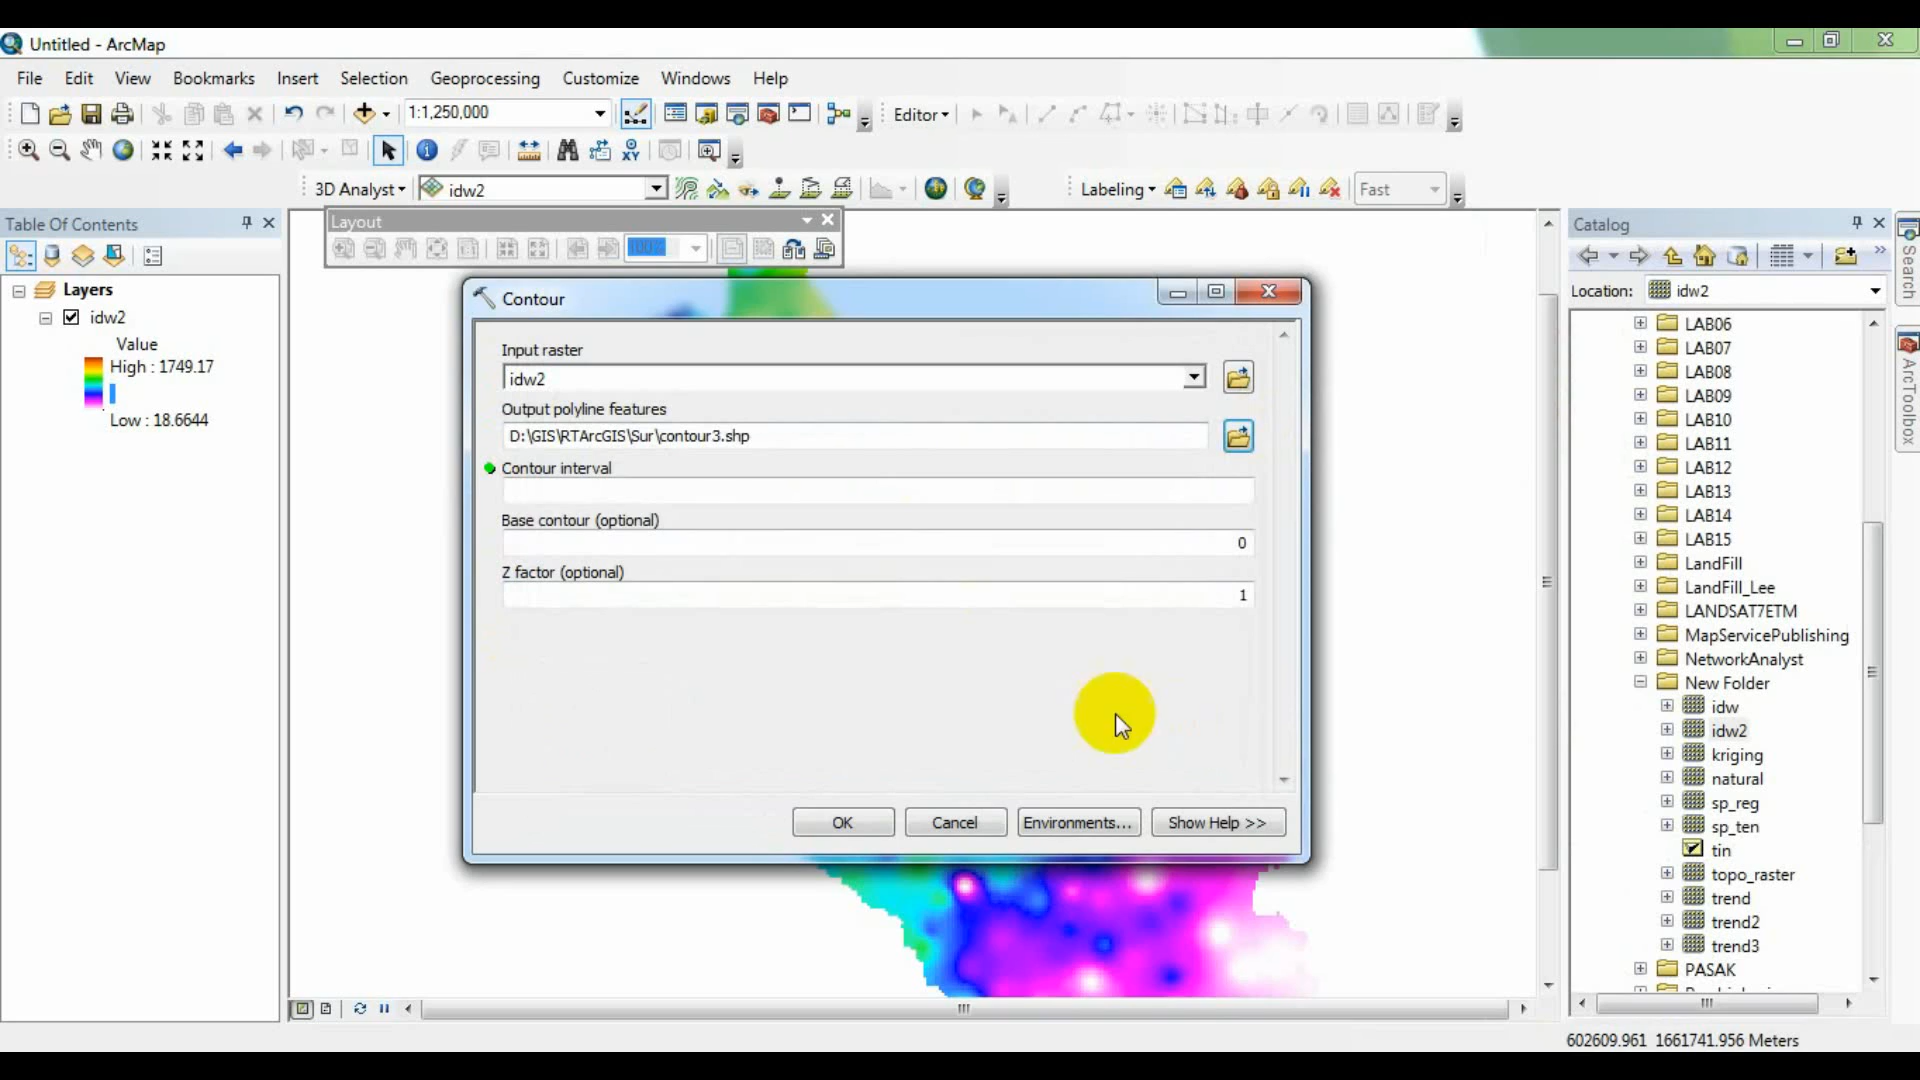 Untitled - ArcMap
File Edit View Bookmarks Insert Selection Geoprocessing Customize Windows Help
1:1,250,000 Editor
XY
3D Analyst idw2 Labeling Fast
Table Of Contents
Layout
100%
Layers
idw2
Value
High : 1749.17
Low : 18.6644
Contour
Input raster
idw2
Output polyline features
D:\GIS\RTArcGIS\Sur\contour3.shp
Contour interval
Base contour (optional)
0
Z factor (optional)
1
OK Cancel Environments... Show Help >>
Catalog
Location: idw2
LAB06
LAB07
LAB08
LAB09
LAB10
LAB11
LAB12
LAB13
LAB14
LAB15
LandFill
LandFill_Lee
LANDSAT7ETM
MapServicePublishing
NetworkAnalyst
New Folder
idw
idw2
kriging
natural
sp_reg
sp_ten
tin
topo_raster
trend
trend2
trend3
PASAK
Search
ArcToolbox
602609.961 1661741.956 Meters